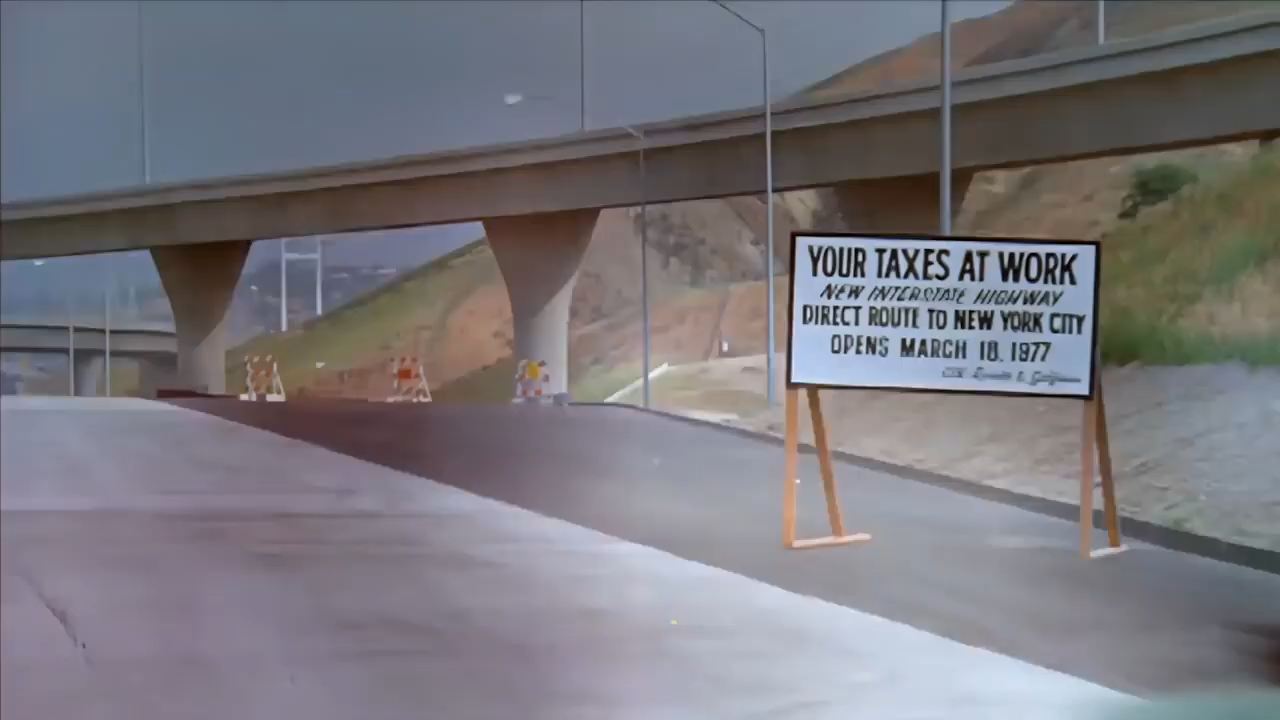 YOUR TAXES AT WORK
NEW INTERSTATE HIGHWAY
DIRECT ROUTE TO NEW YORK CITY
OPENS MARCH 18, 1977